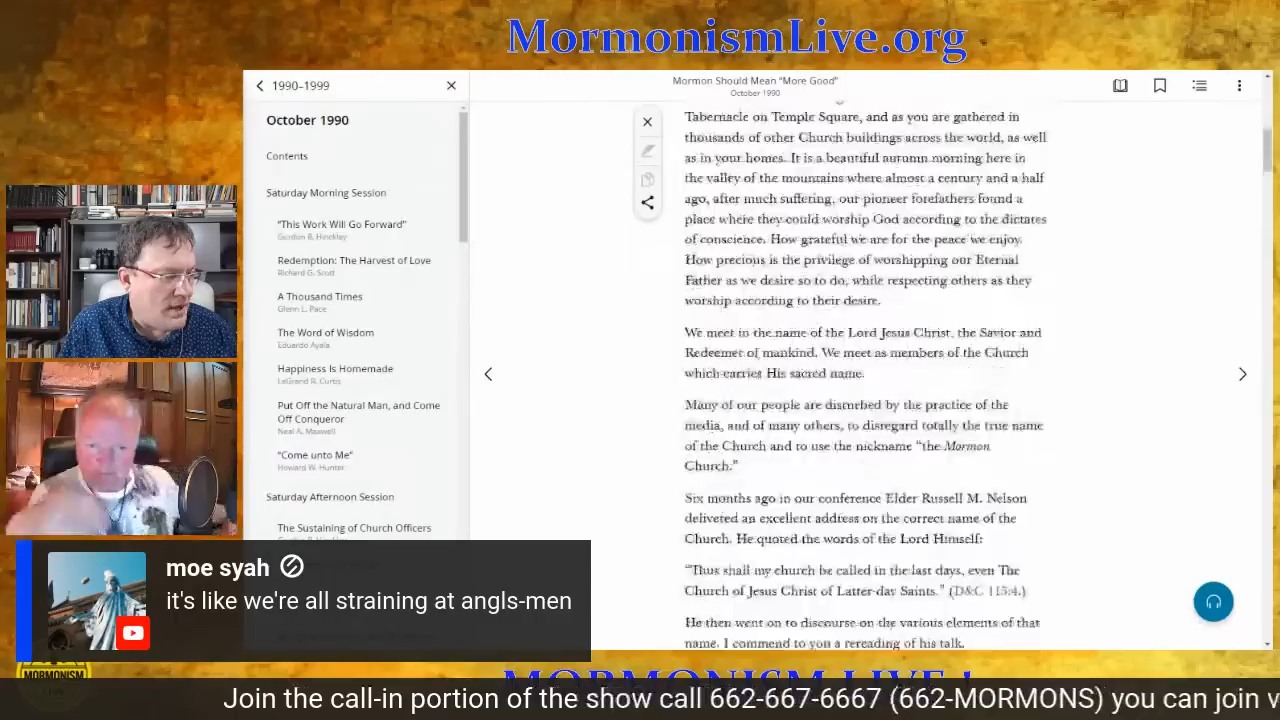 MormonismLive.org
1990–1999
October 1990
Contents
Saturday Morning Session
“This Work Will Go Forward”
Gordon B. Hinckley
Redemption: The Harvest of Love
Richard G. Scott
A Thousand Times
Glenn L. Pace
The Word of Wisdom
Eduardo Ayala
Happiness Is Homemade
LeGrand R. Curtis
Put Off the Natural Man, and Come
Off Conqueror
Neal A. Maxwell
“Come unto Me”
Howard W. Hunter
Saturday Afternoon Session
The Sustaining of Church Officers
Mormon Should Mean “More Good”
October 1990
Tabernacle on Temple Square, and as you are gathered in
thousands of other Church buildings across the world, as well
as in your homes. It is a beautiful autumn morning here in
the valley of the mountains where almost a century and a half
ago, after much suffering, our pioneer forefathers found a
place where they could worship God according to the dictates
of conscience. How grateful we are for the peace we enjoy.
How precious is the privilege of worshipping our Eternal
Father as we desire so to do, while respecting others as they
worship according to their desire.
We meet in the name of the Lord Jesus Christ, the Savior and
Redeemer of mankind. We meet as members of the Church
which carries His sacred name.
Many of our people are disturbed by the practice of the
media, and of many others, to disregard totally the true name
of the Church and to use the nickname “the Mormon
Church.”
Six months ago in our conference Elder Russell M. Nelson
delivered an excellent address on the correct name of the
Church. He quoted the words of the Lord Himself:
“Thus shall my church be called in the last days, even The
Church of Jesus Christ of Latter-day Saints.” (D&C 115:4.)
He then went on to discourse on the various elements of that
name. I commend to you a rereading of his talk.
moe syah
it's like we're all straining at angls-men
MORMONISM
MORMONISM LIVE !
Join the call-in portion of the show call 662-667-6667 (662-MORMONS) you can join v